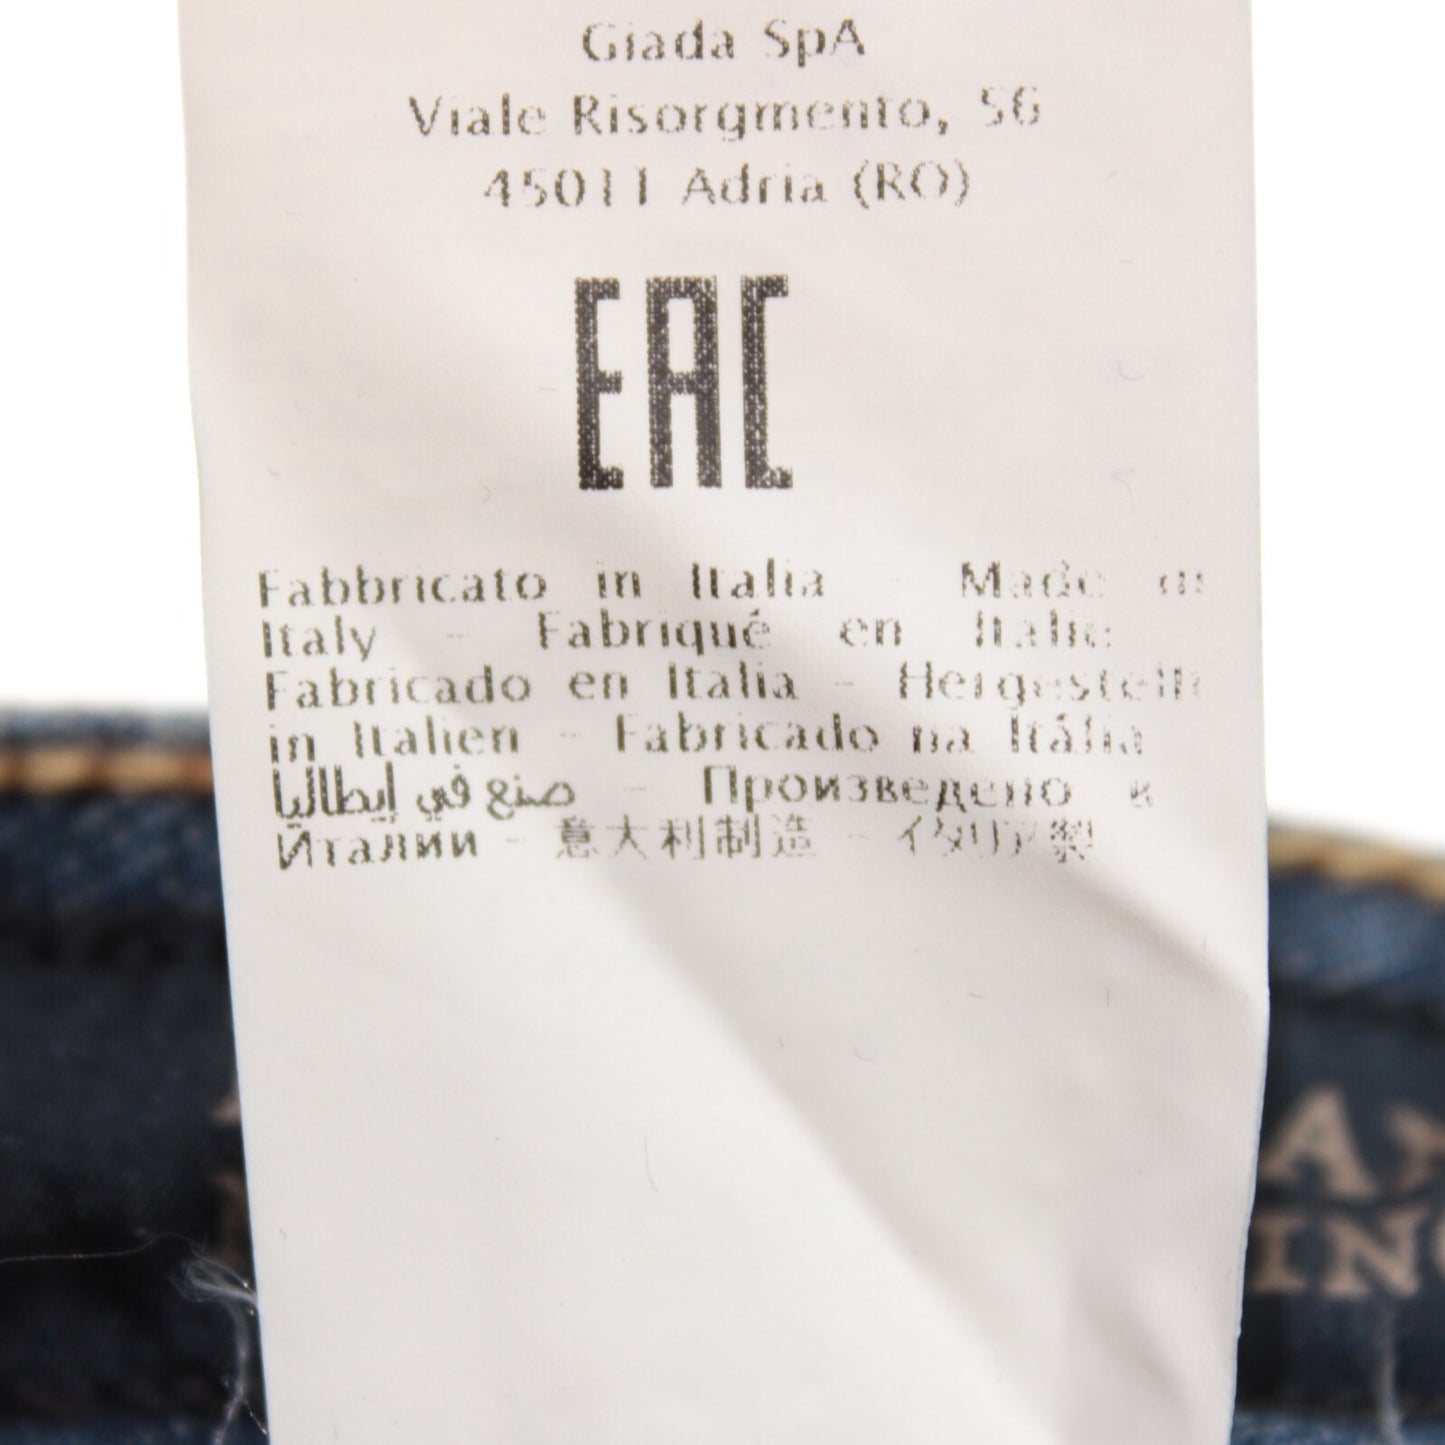 Giada SpA
Viale Risorgmento, 56
45011 Adria (RO)
EAC
Fabbricato in Italia - Made in
Italy - Fabriqué en Italie
Fabricado en Italia - Hergestellt
in Italien - Fabricado na Itália
صنع في إيطاليا - Произведено в
Италии - 意大利制造 - イタリア製